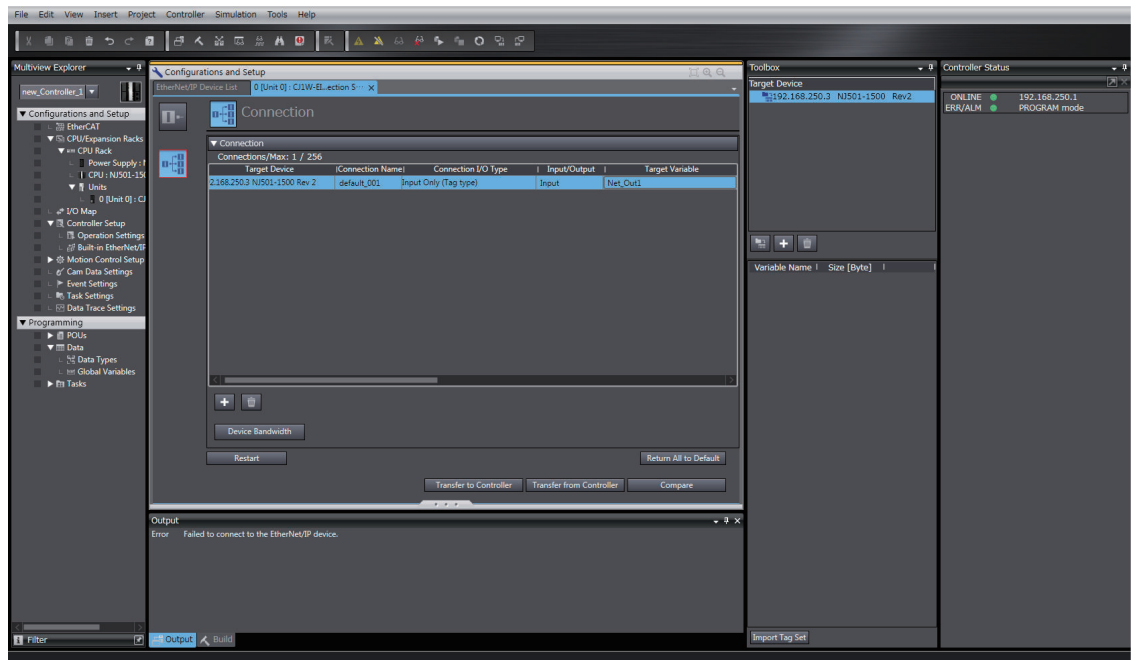 File Edit View Insert Project Controller Simulation Tools Help
Multiview Explorer
new_Controller_1
Configurations and Setup
EtherCAT
CPU/Expansion Racks
CPU Rack
Power Supply :
CPU : NJ501-150
Units
0 [Unit 0] : CJ
I/O Map
Controller Setup
Operation Settings
Built-in EtherNet/IP
Motion Control Setup
Cam Data Settings
Event Settings
Task Settings
Data Trace Settings
Programming
POUs
Data
Data Types
Global Variables
Tasks
Filter
Configurations and Setup
EtherNet/IP Device List 0 [Unit 0] : CJ1W-EI...ection S···
Connection
Connection
Connections/Max: 1 / 256
Target Device Connection Name Connection I/O Type Input/Output Target Variable
2.168.250.3 NJ501-1500 Rev 2 default_001 Input Only (Tag type) Input Net_Out1
Device Bandwidth
Restart Return All to Default
Transfer to Controller Transfer from Controller Compare
Output
Error Failed to connect to the EtherNet/IP device.
Output Build
Toolbox
Target Device
192.168.250.3 NJ501-1500 Rev2
Variable Name Size [Byte]
Import Tag Set
Controller Status
ONLINE 192.168.250.1
ERR/ALM PROGRAM mode